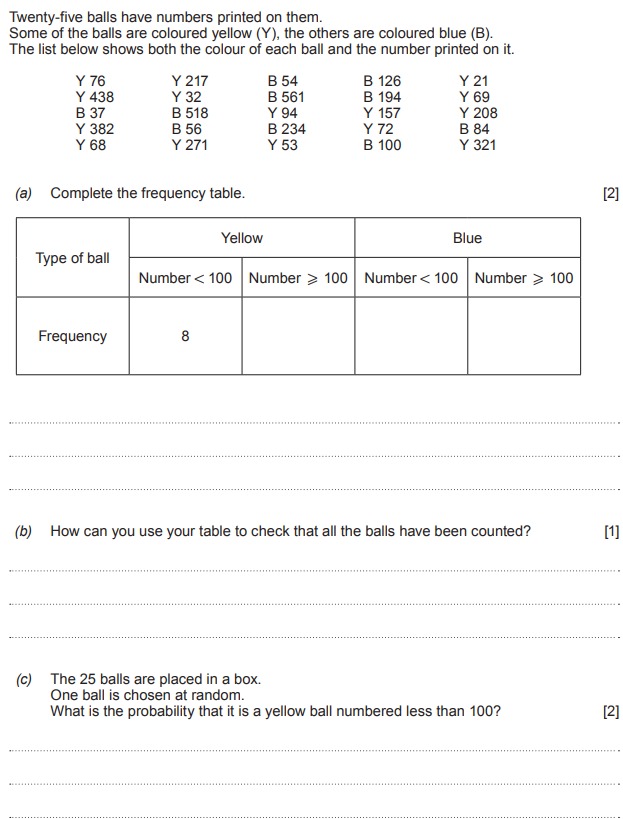 Twenty-five balls have numbers printed on them.
Some of the balls are coloured yellow (Y), the others are coloured blue (B).
The list below shows both the colour of each ball and the number printed on it.
Y 76 Y 217 B 54 B 126 Y 21
Y 438 Y 32 B 561 B 194 Y 69
B 37 B 518 Y 94 Y 157 Y 208
Y 382 B 56 B 234 Y 72 B 84
Y 68 Y 271 Y 53 B 100 Y 321
(a) Complete the frequency table. [2]
Type of ball
Yellow Blue
Number < 100 Number ⩾ 100 Number < 100 Number ⩾ 100
Frequency 8
(b) How can you use your table to check that all the balls have been counted? [1]
(c) The 25 balls are placed in a box.
One ball is chosen at random.
What is the probability that it is a yellow ball numbered less than 100? [2]